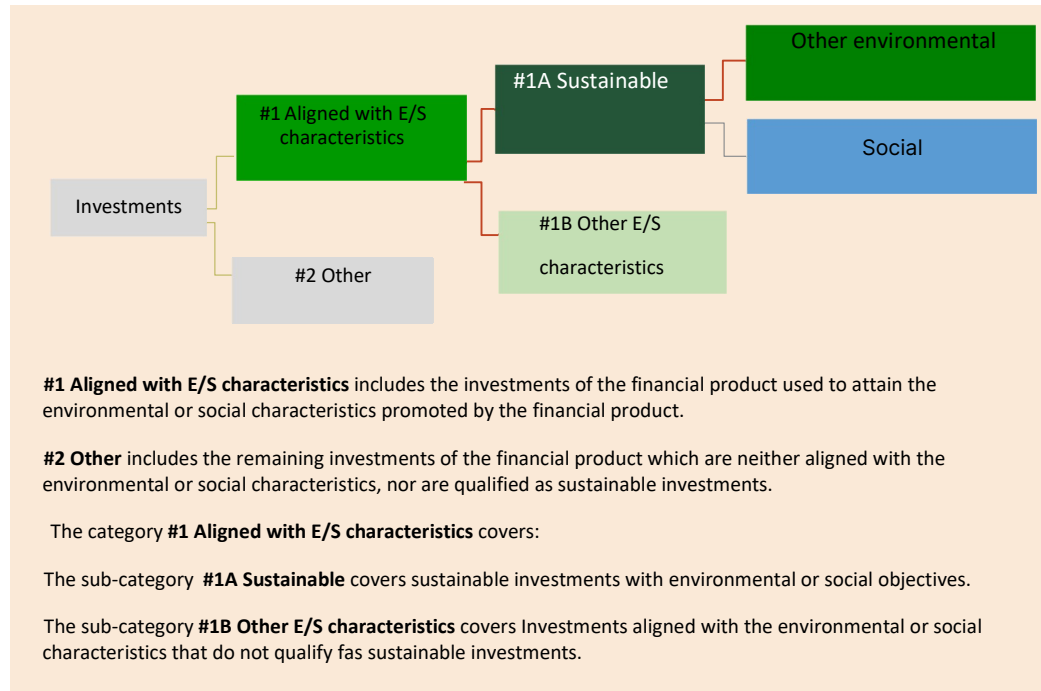 Other environmental
#1A Sustainable
#1 Aligned with E/S
characteristics
Social
Investments
#1B Other E/S
characteristics
#2 Other
#1 Aligned with E/S characteristics includes the investments of the financial product used to attain the
environmental or social characteristics promoted by the financial product.
#2 Other includes the remaining investments of the financial product which are neither aligned with the
environmental or social characteristics, nor are qualified as sustainable investments.
The category #1 Aligned with E/S characteristics covers:
The sub-category #1A Sustainable covers sustainable investments with environmental or social objectives.
The sub-category #1B Other E/S characteristics covers Investments aligned with the environmental or social
characteristics that do not qualify fas sustainable investments.